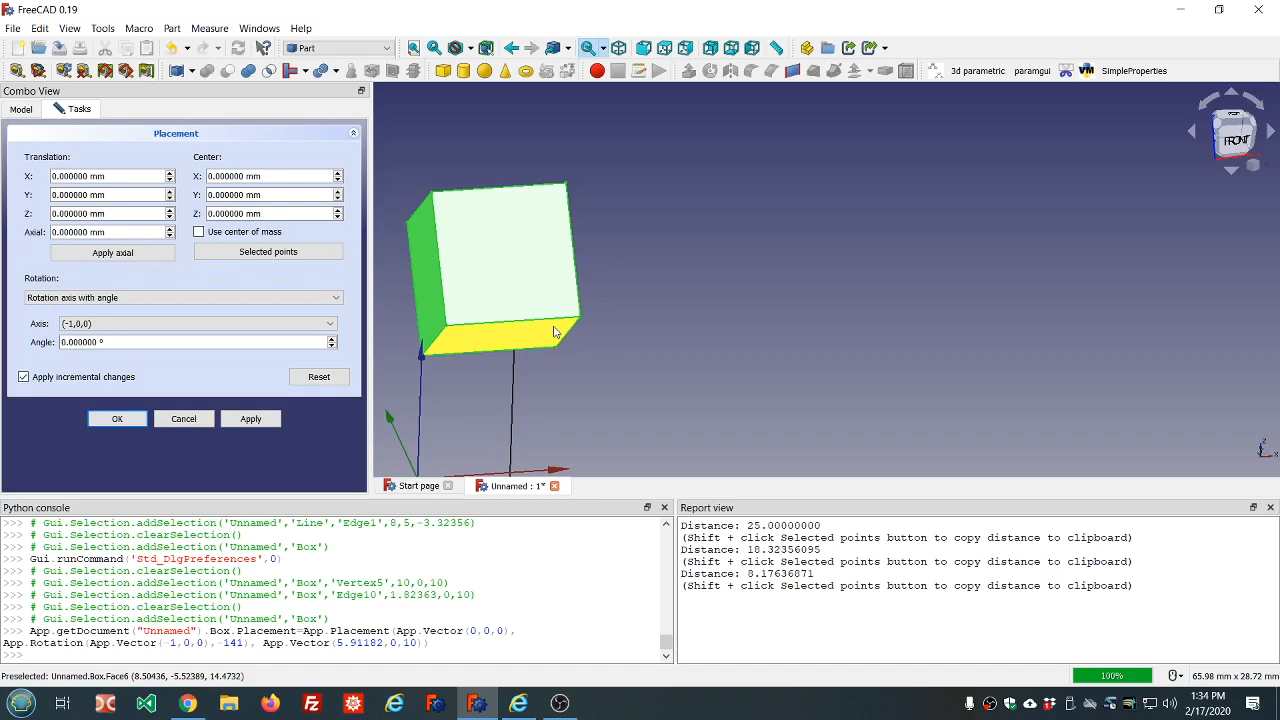 FreeCAD 0.19
File Edit View Tools Macro Part Measure Windows Help
Part
3d parametric paramgui VM SimpleProperties
Combo View
Model Tasks
Placement
Translation: Center:
X: 0.000000 mm X: 0.000000 mm
Y: 0.000000 mm Y: 0.000000 mm
Z: 0.000000 mm Z: 0.000000 mm
Axial: 0.000000 mm Use center of mass
Apply axial Selected points
Rotation:
Rotation axis with angle
Axis: (-1,0,0)
Angle: 0.000000 °
Apply incremental changes Reset
OK Cancel Apply
FRONT
Z
X
Start page Unnamed : 1*
Python console
>>> # Gui.Selection.addSelection('Unnamed','Line','Edge1',8,5,-3.32356)
>>> # Gui.Selection.clearSelection()
>>> # Gui.Selection.addSelection('Unnamed','Box')
>>> Gui.runCommand('Std_DlgPreferences',0)
>>> # Gui.Selection.clearSelection()
>>> # Gui.Selection.addSelection('Unnamed','Box','Vertex5',10,0,10)
>>> # Gui.Selection.addSelection('Unnamed','Box','Edge10',1.82363,0,10)
>>> # Gui.Selection.clearSelection()
>>> # Gui.Selection.addSelection('Unnamed','Box')
>>> App.getDocument("Unnamed").Box.Placement=App.Placement(App.Vector(0,0,0),
App.Rotation(App.Vector(-1,0,0),-141), App.Vector(5.91182,0,10))
>>>
Report view
Distance: 25.00000000
(Shift + click Selected points button to copy distance to clipboard)
Distance: 18.32356095
(Shift + click Selected points button to copy distance to clipboard)
Distance: 8.17636871
(Shift + click Selected points button to copy distance to clipboard)
Preselected: Unnamed.Box.Face6 (8.50436, -5.52389, 14.4732)
100%
65.98 mm x 28.72 mm
1:34 PM
2/17/2020